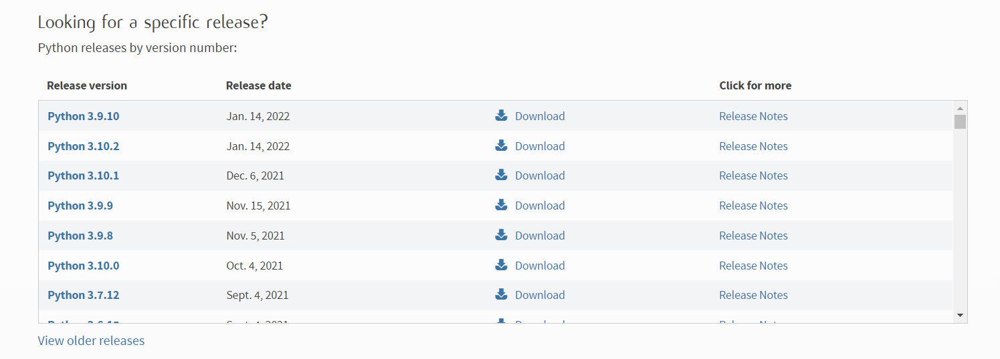 Looking for a specific release?
Python releases by version number:
Release version Release date Click for more
Python 3.9.10 Jan. 14, 2022 Download Release Notes
Python 3.10.2 Jan. 14, 2022 Download Release Notes
Python 3.10.1 Dec. 6, 2021 Download Release Notes
Python 3.9.9 Nov. 15, 2021 Download Release Notes
Python 3.9.8 Nov. 5, 2021 Download Release Notes
Python 3.10.0 Oct. 4, 2021 Download Release Notes
Python 3.7.12 Sept. 4, 2021 Download Release Notes
View older releases